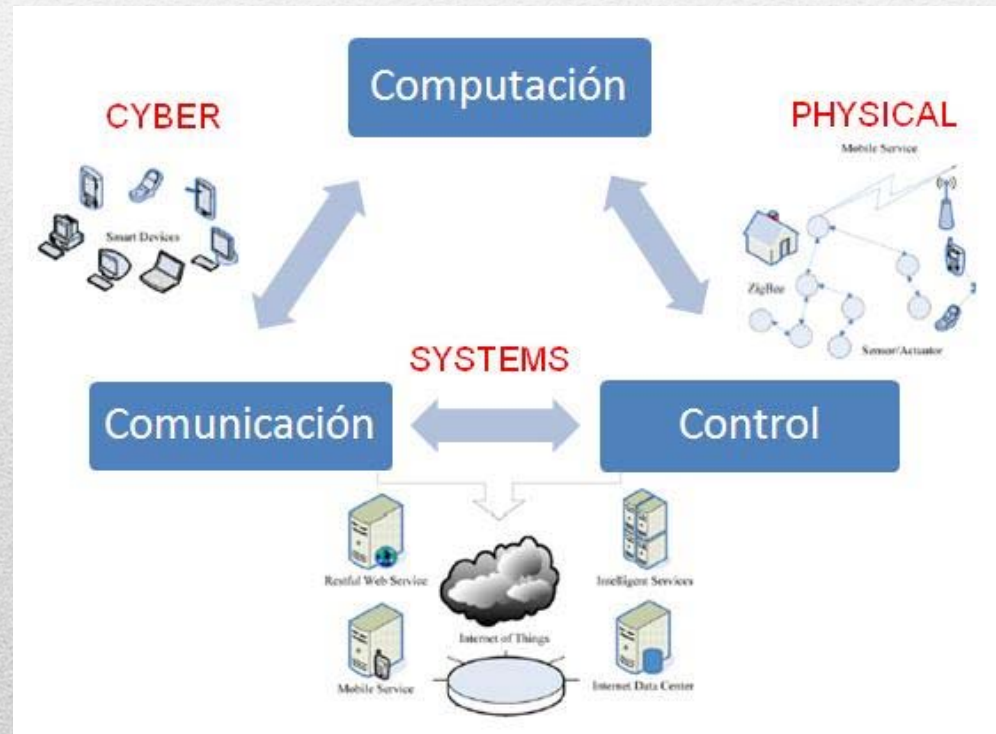 Computación
CYBER
PHYSICAL
Mobile Service
Smart Devices
ZigBee
Sensor/Actuator
SYSTEMS
Comunicación
Control
Restful Web Service
Intelligent Services
Internet of Things
Mobile Service
Internet Data Center